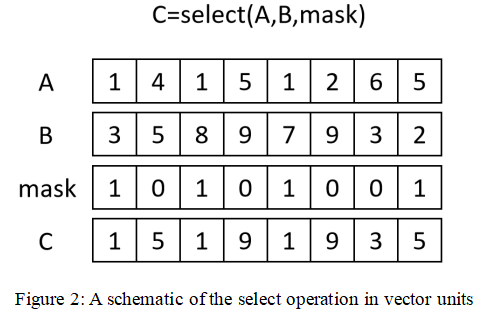 C=select(A,B,mask)
A 1 4 1 5 1 2 6 5
B 3 5 8 9 7 9 3 2
mask 1 0 1 0 1 0 0 1
C 1 5 1 9 1 9 3 5
Figure 2: A schematic of the select operation in vector units